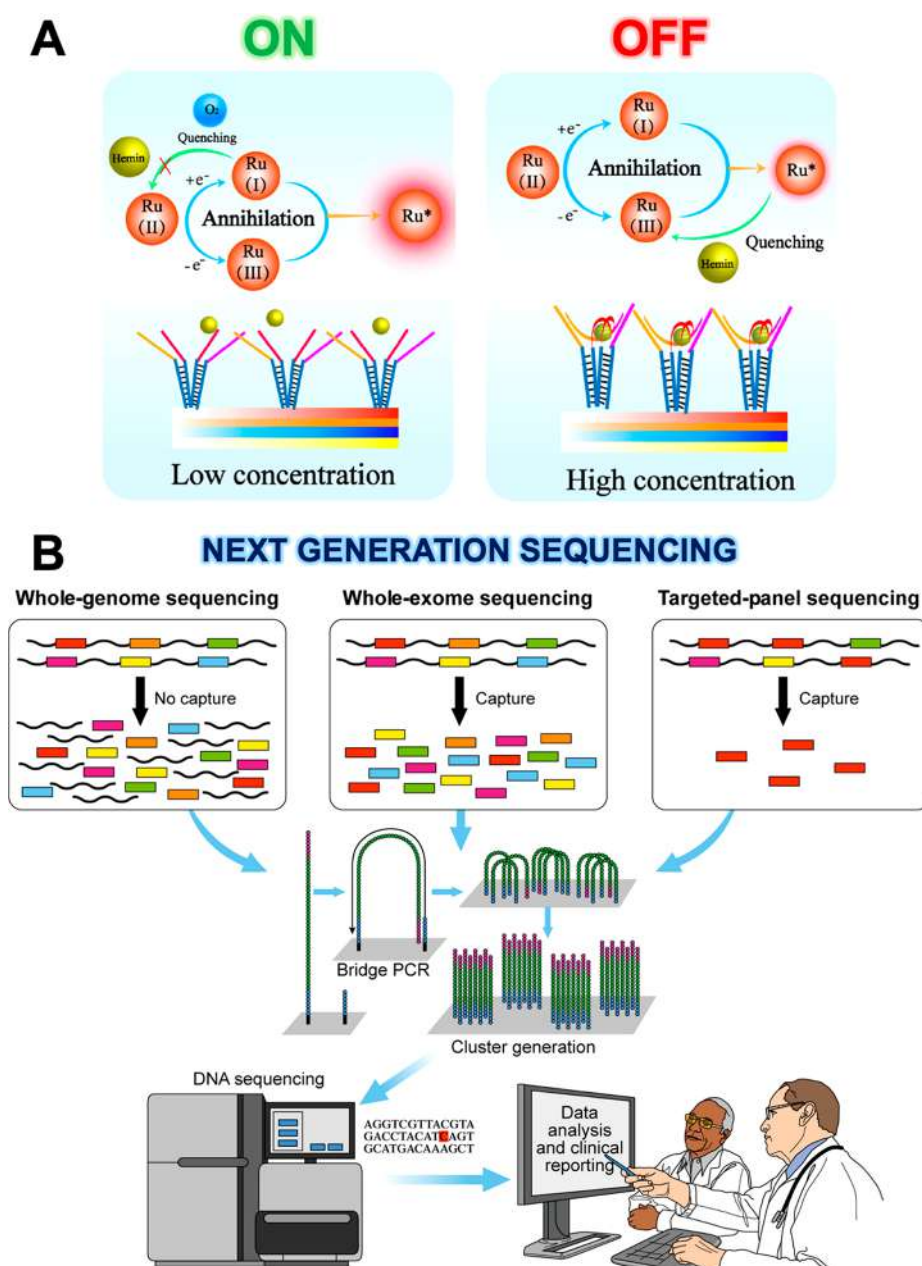 A
ON
OFF
O₂
Quenching
Hemin
Ru
(I)
+e⁻
Ru
(II)
Annihilation
Ru*
-e⁻
Ru
(III)
Low concentration
Ru
(I)
+e⁻
Ru
(II)
Annihilation
Ru*
-e⁻
Ru
(III)
Quenching
Hemin
High concentration
B
NEXT GENERATION SEQUENCING
Whole-genome sequencing
No capture
Whole-exome sequencing
Capture
Targeted-panel sequencing
Capture
Bridge PCR
Cluster generation
DNA sequencing
AGGTCGTTACGTA
GACCTACATCAGT
GCATGACAAAGCT
Data
analysis
and clinical
reporting